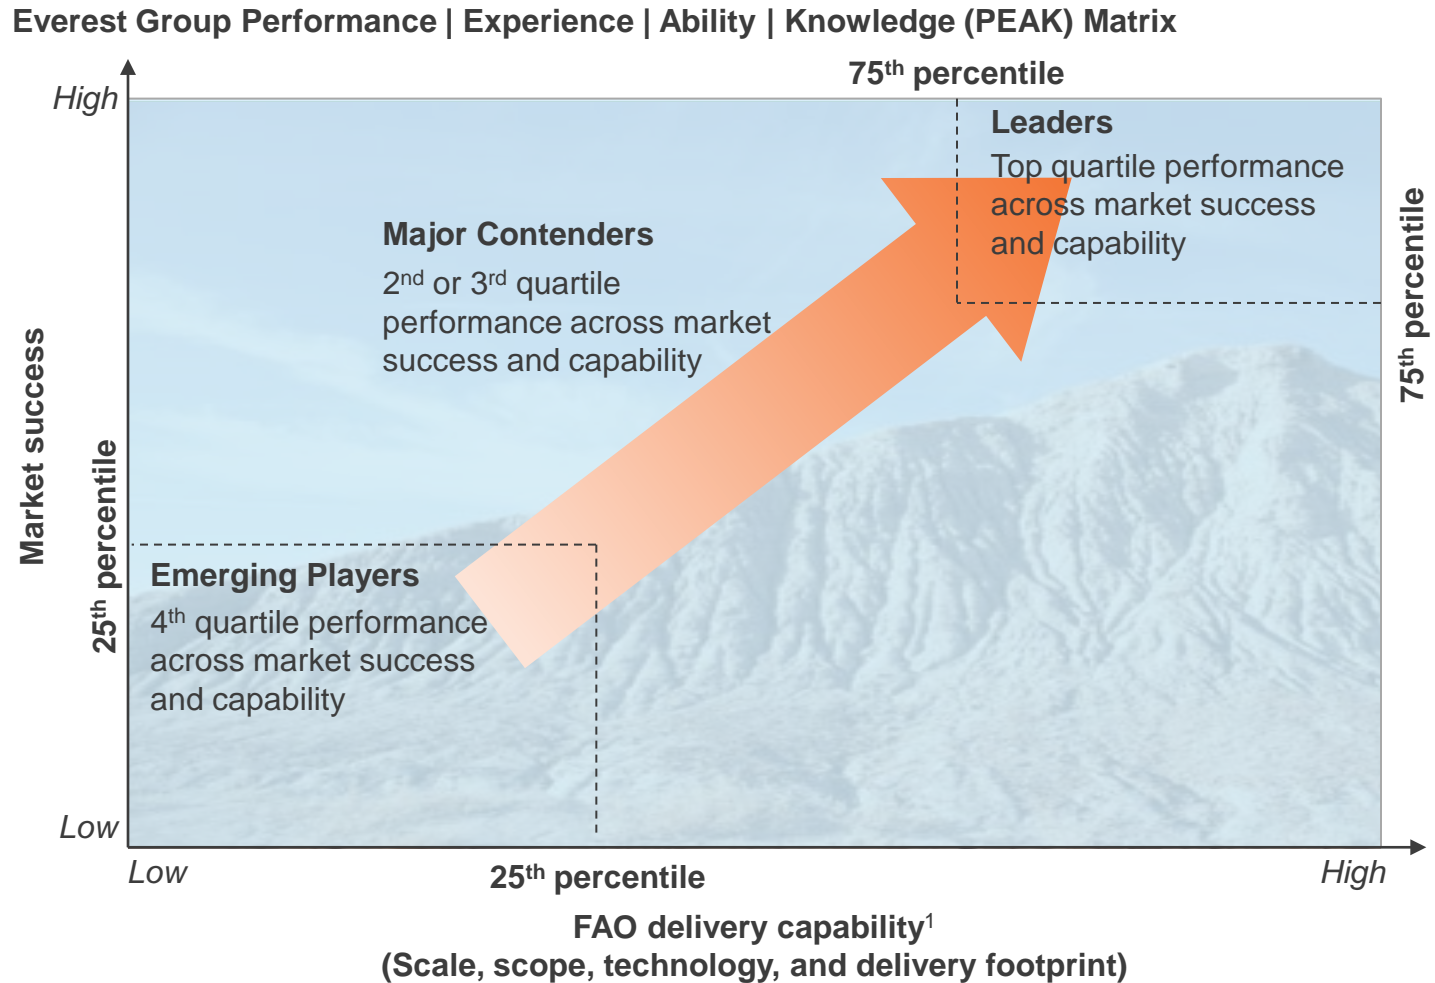 Everest Group Performance | Experience | Ability | Knowledge (PEAK) Matrix
75th percentile
High
Leaders
Top quartile performance
across market success
and capability
Major Contenders
2nd or 3rd quartile
performance across market
success and capability
75th percentile
Market success
25th percentile
Emerging Players
4th quartile performance
across market success
and capability
Low
Low
25th percentile
High
FAO delivery capability1
(Scale, scope, technology, and delivery footprint)